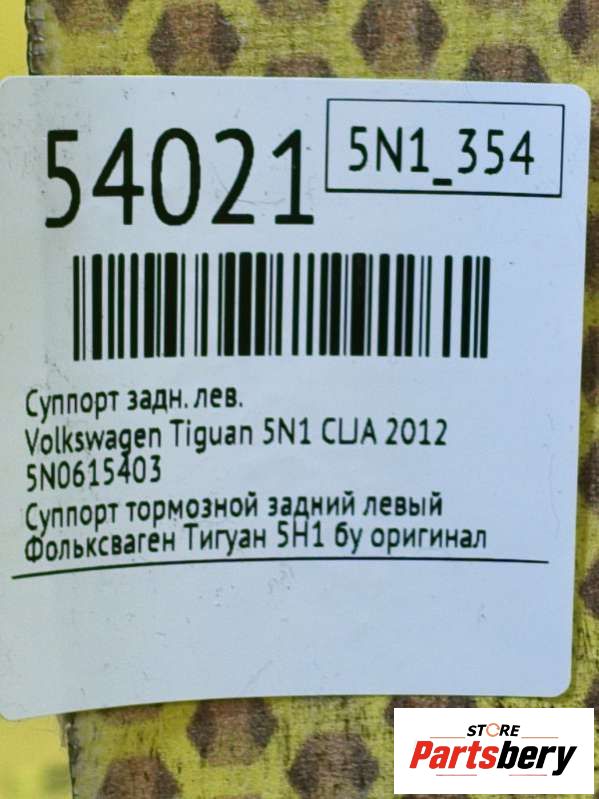 54021
5N1_354
Суппорт задн. лев.
Volkswagen Tiguan 5N1 CLJA 2012
5N0615403
Суппорт тормозной задний левый
Фольксваген Тигуан 5Н1 бу оригинал
STORE
Partsbery